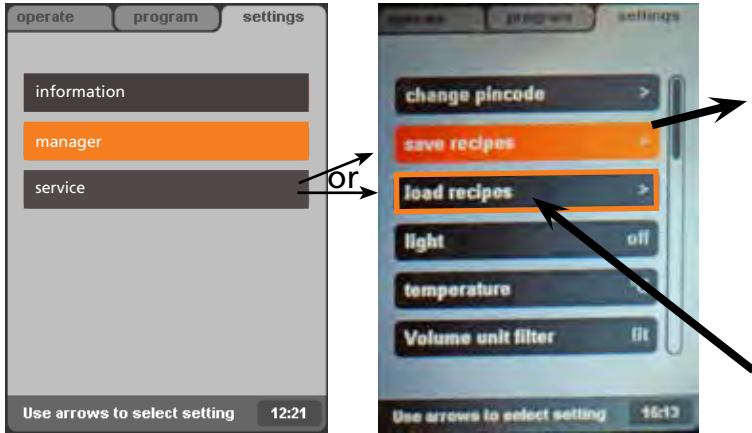 operate program settings
information
manager
service
Use arrows to select setting 12:21
or
operate program settings
change pincode >
save recipes >
load recipes >
light off
temperature
Volume unit filter lit
Use arrows to select setting 16:13